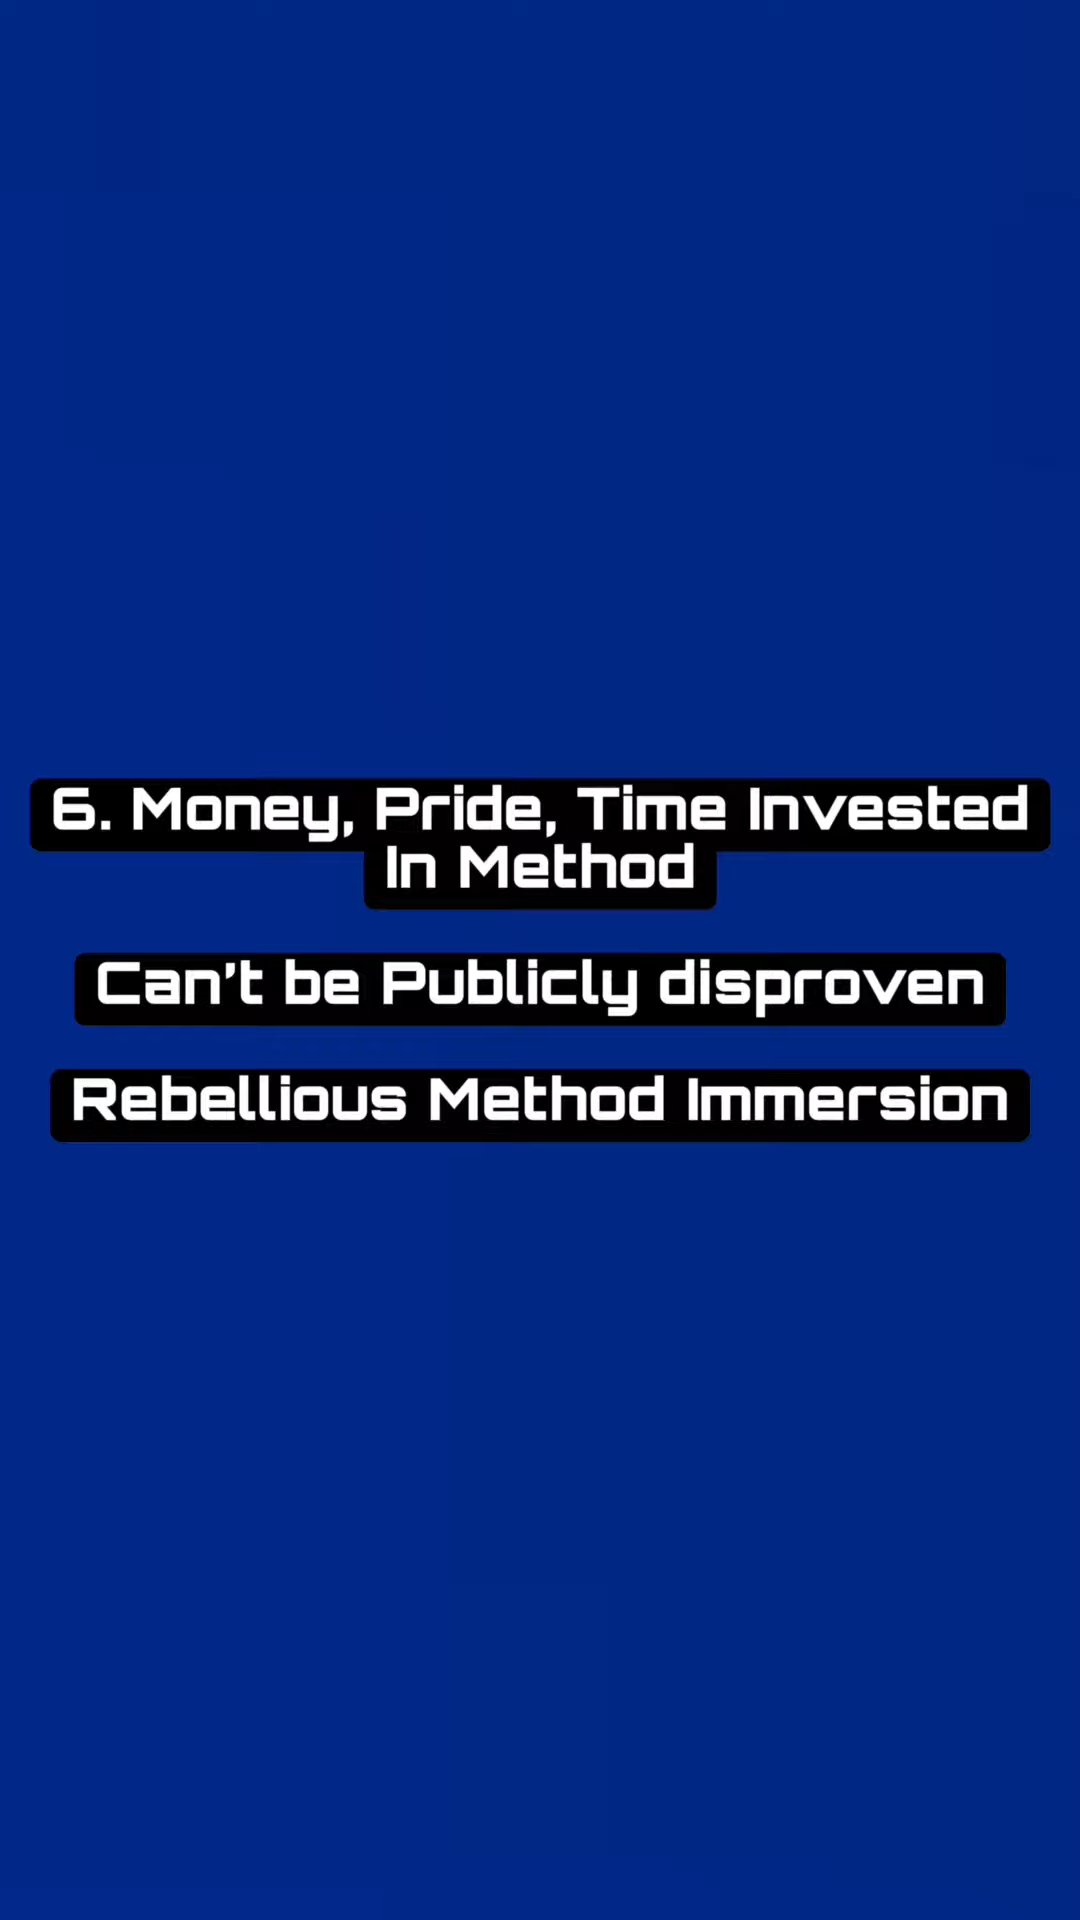 6. Money, Pride, Time Invested
In Method
Can’t be Publicly disproven
Rebellious Method Immersion